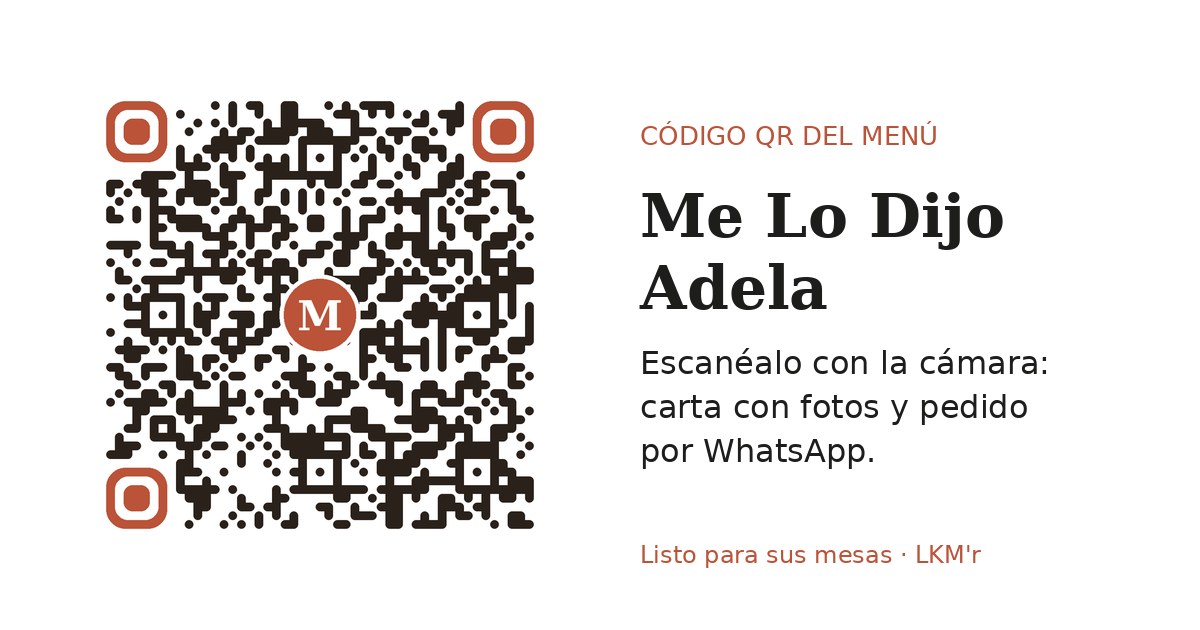 M
CÓDIGO QR DEL MENÚ
Me Lo Dijo
Adela
Escanéalo con la cámara:
carta con fotos y pedido
por WhatsApp.
Listo para sus mesas · LKM'r